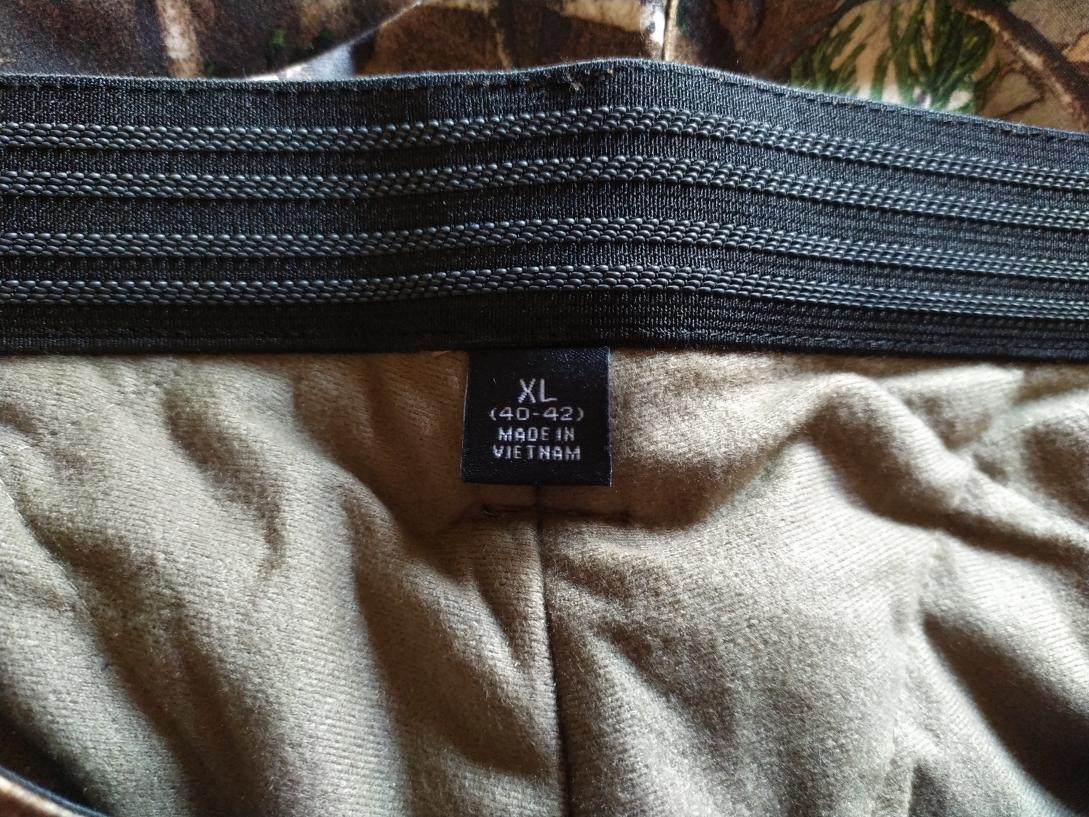 XL
(40-42)
MADE IN
VIETNAM